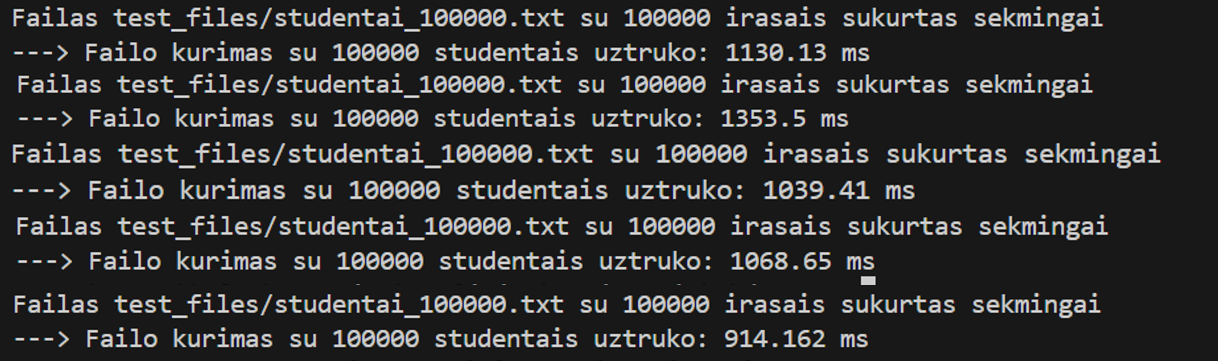 Failas test_files/studentai_100000.txt su 100000 irasais sukurtas sekmingai
---> Failo kurimas su 100000 studentais uztruko: 1130.13 ms
Failas test_files/studentai_100000.txt su 100000 irasais sukurtas sekmingai
---> Failo kurimas su 100000 studentais uztruko: 1353.5 ms
Failas test_files/studentai_100000.txt su 100000 irasais sukurtas sekmingai
---> Failo kurimas su 100000 studentais uztruko: 1039.41 ms
Failas test_files/studentai_100000.txt su 100000 irasais sukurtas sekmingai
---> Failo kurimas su 100000 studentais uztruko: 1068.65 ms
Failas test_files/studentai_100000.txt su 100000 irasais sukurtas sekmingai
---> Failo kurimas su 100000 studentais uztruko: 914.162 ms